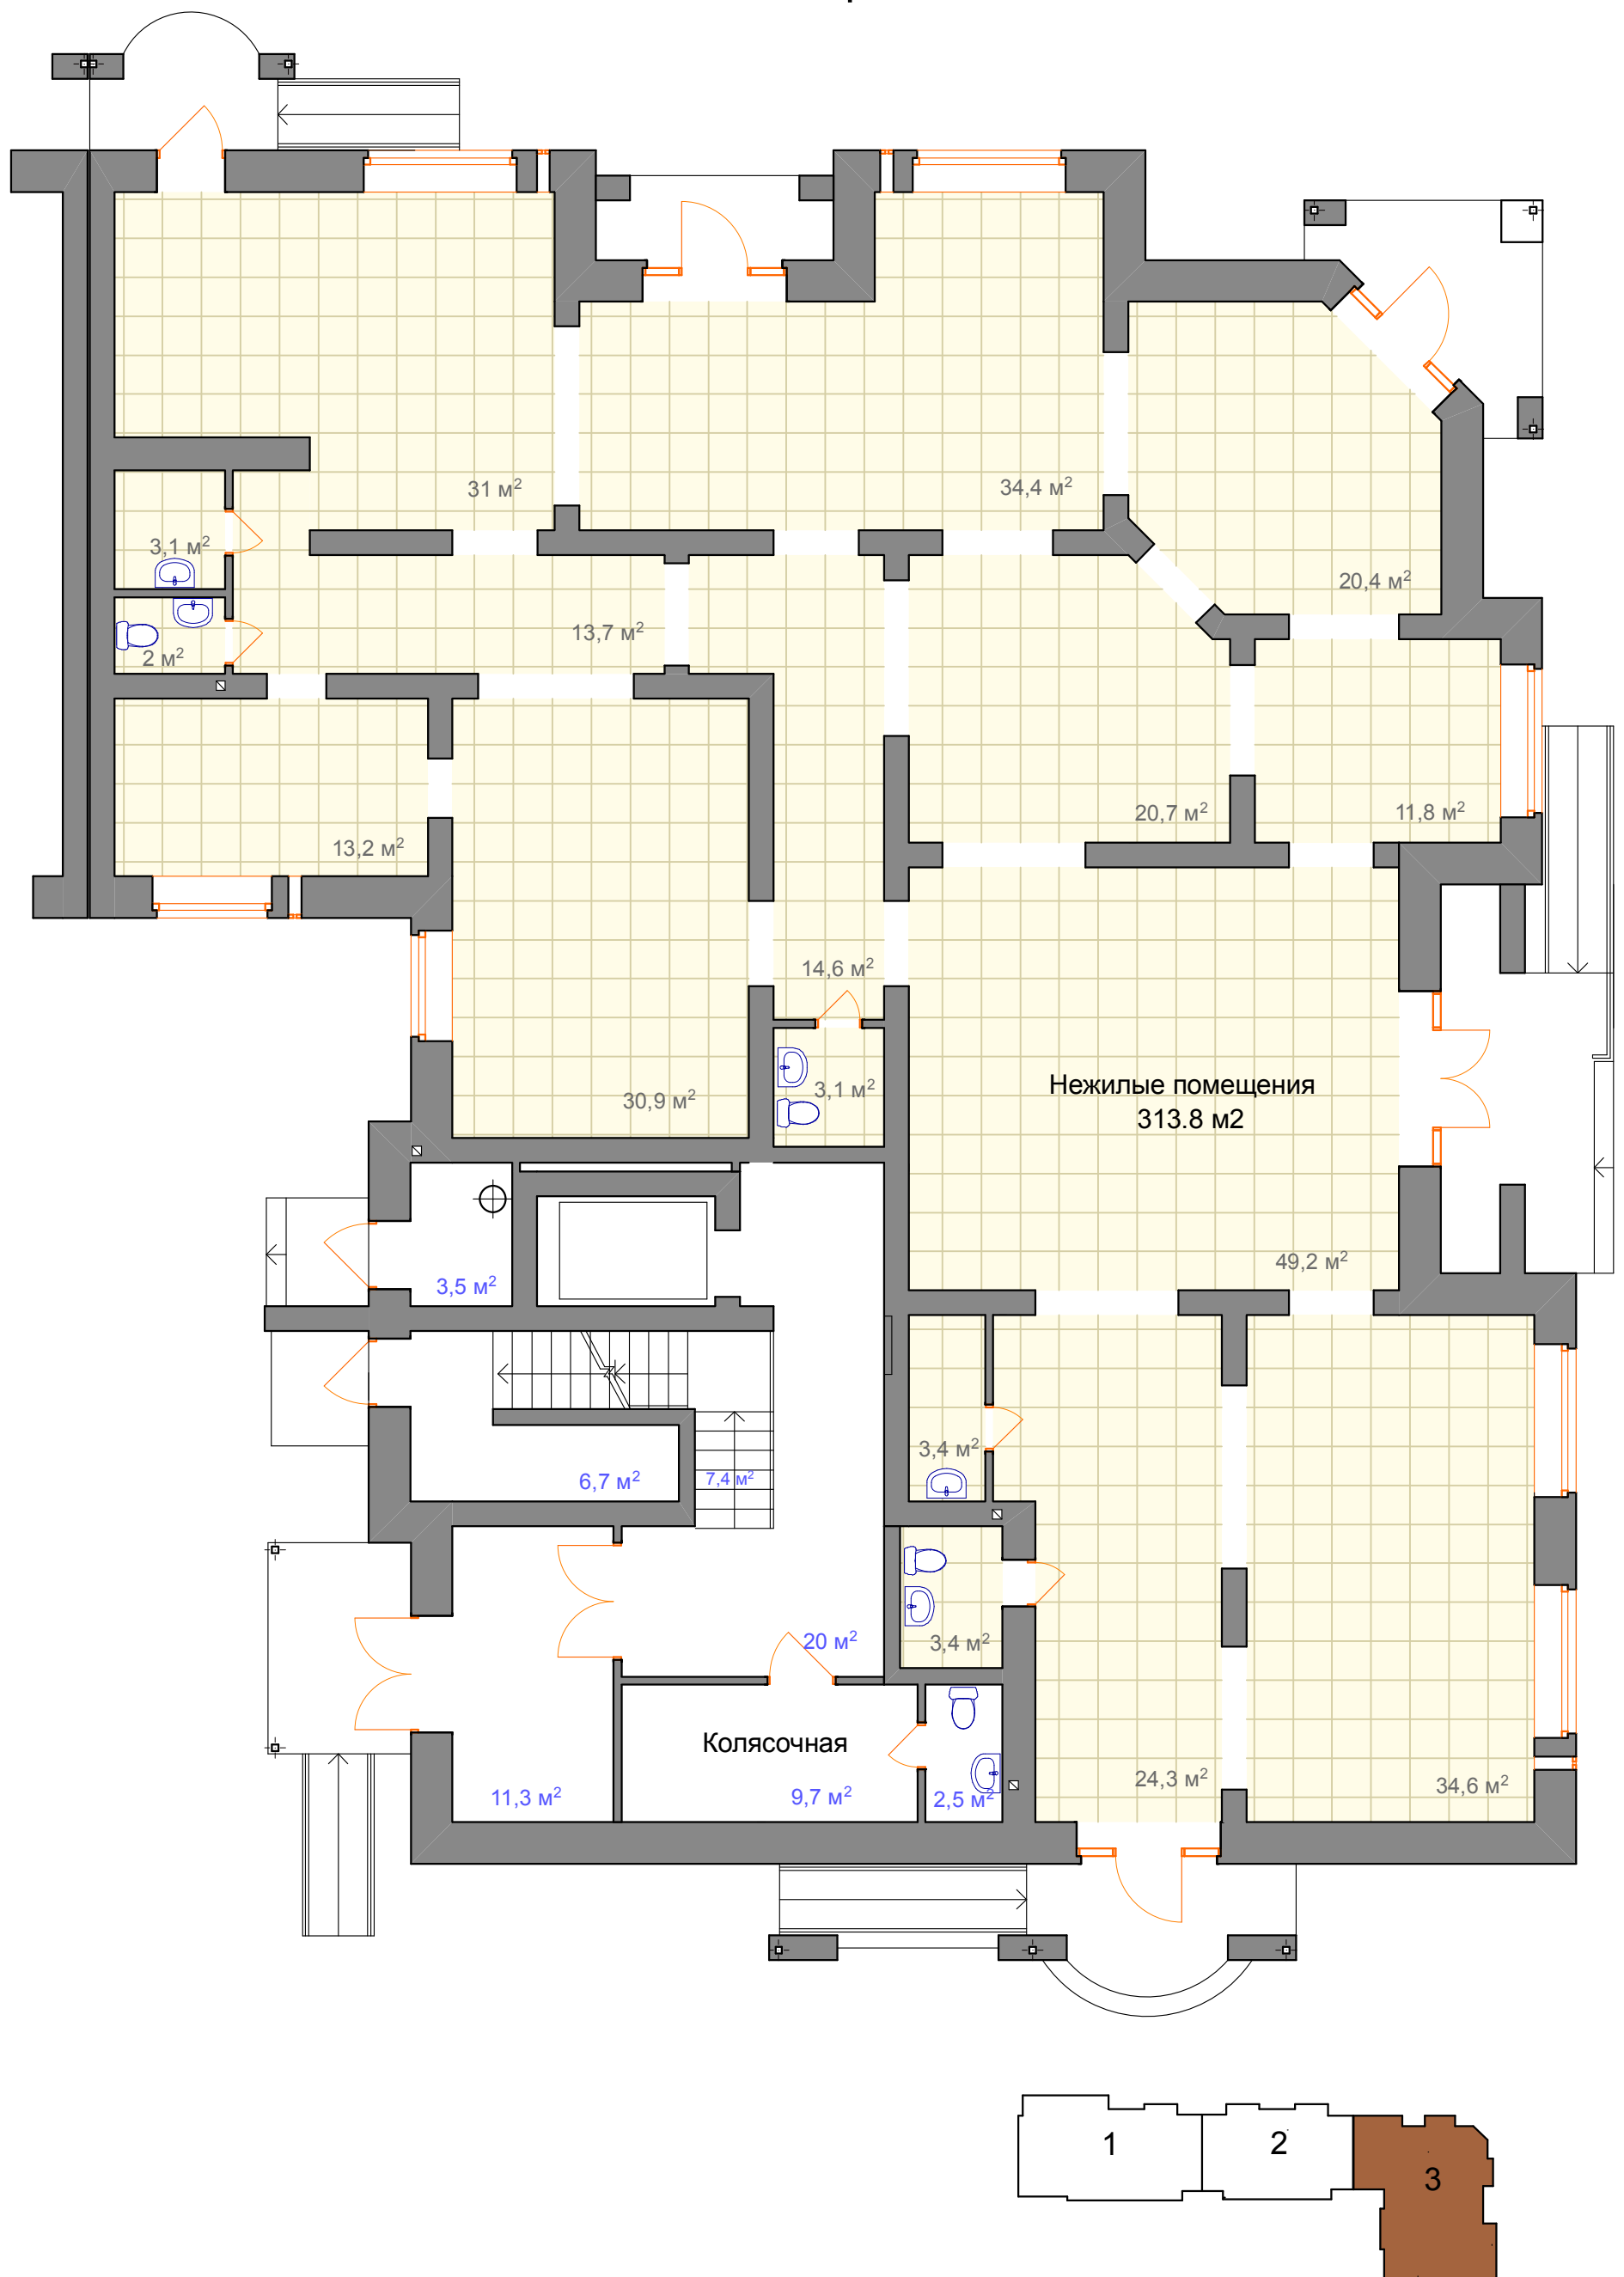 31 м²
34,4 м²
3,1 м²
20,4 м²
13,7 м²
2 м²
20,7 м²
11,8 м²
13,2 м²
14,6 м²
30,9 м²
3,1 м²
Нежилые помещения
313.8 м2
49,2 м²
3,5 м²
3,4 м²
6,7 м²
7,4 м²
20 м²
3,4 м²
Колясочная
11,3 м²
9,7 м²
2,5 м²
24,3 м²
34,6 м²
1
2
3